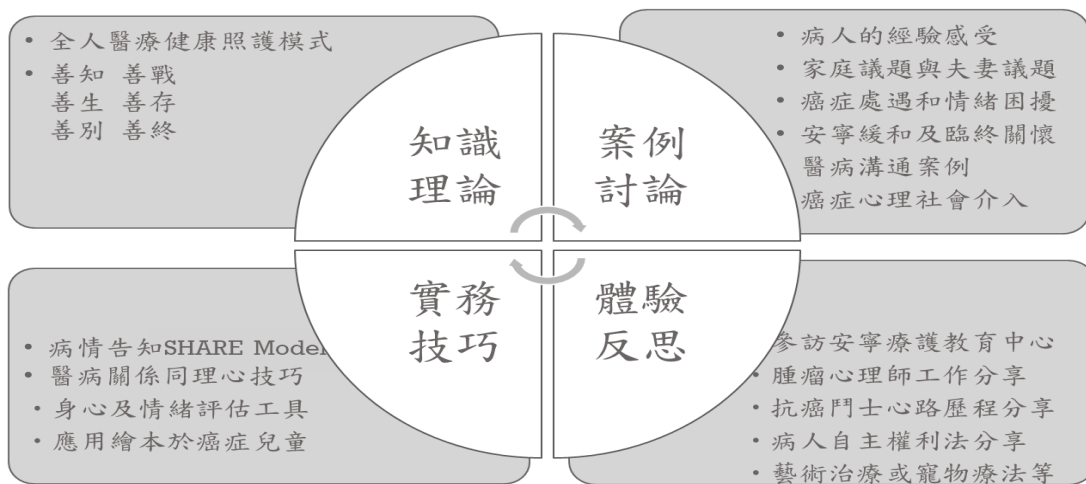 • 全人醫療健康照護模式
• 善知 善戰
善生 善存
善別 善終
知識
理論
• 病人的經驗感受
• 家庭議題與夫妻議題
• 癌症處遇和情緒困擾
• 安寧緩和及臨終關懷
醫病溝通案例
癌症心理社會介入
案例
討論
• 病情告知SHARE Model
• 醫病關係同理心技巧
• 身心及情緒評估工具
• 應用繪本於癌症兒童
實務
技巧
體驗
反思
參訪安寧療護教育中心
• 腫瘤心理師工作分享
• 抗癌鬥士心路歷程分享
• 病人自主權利法分享
• 藝術治療或寵物療法等